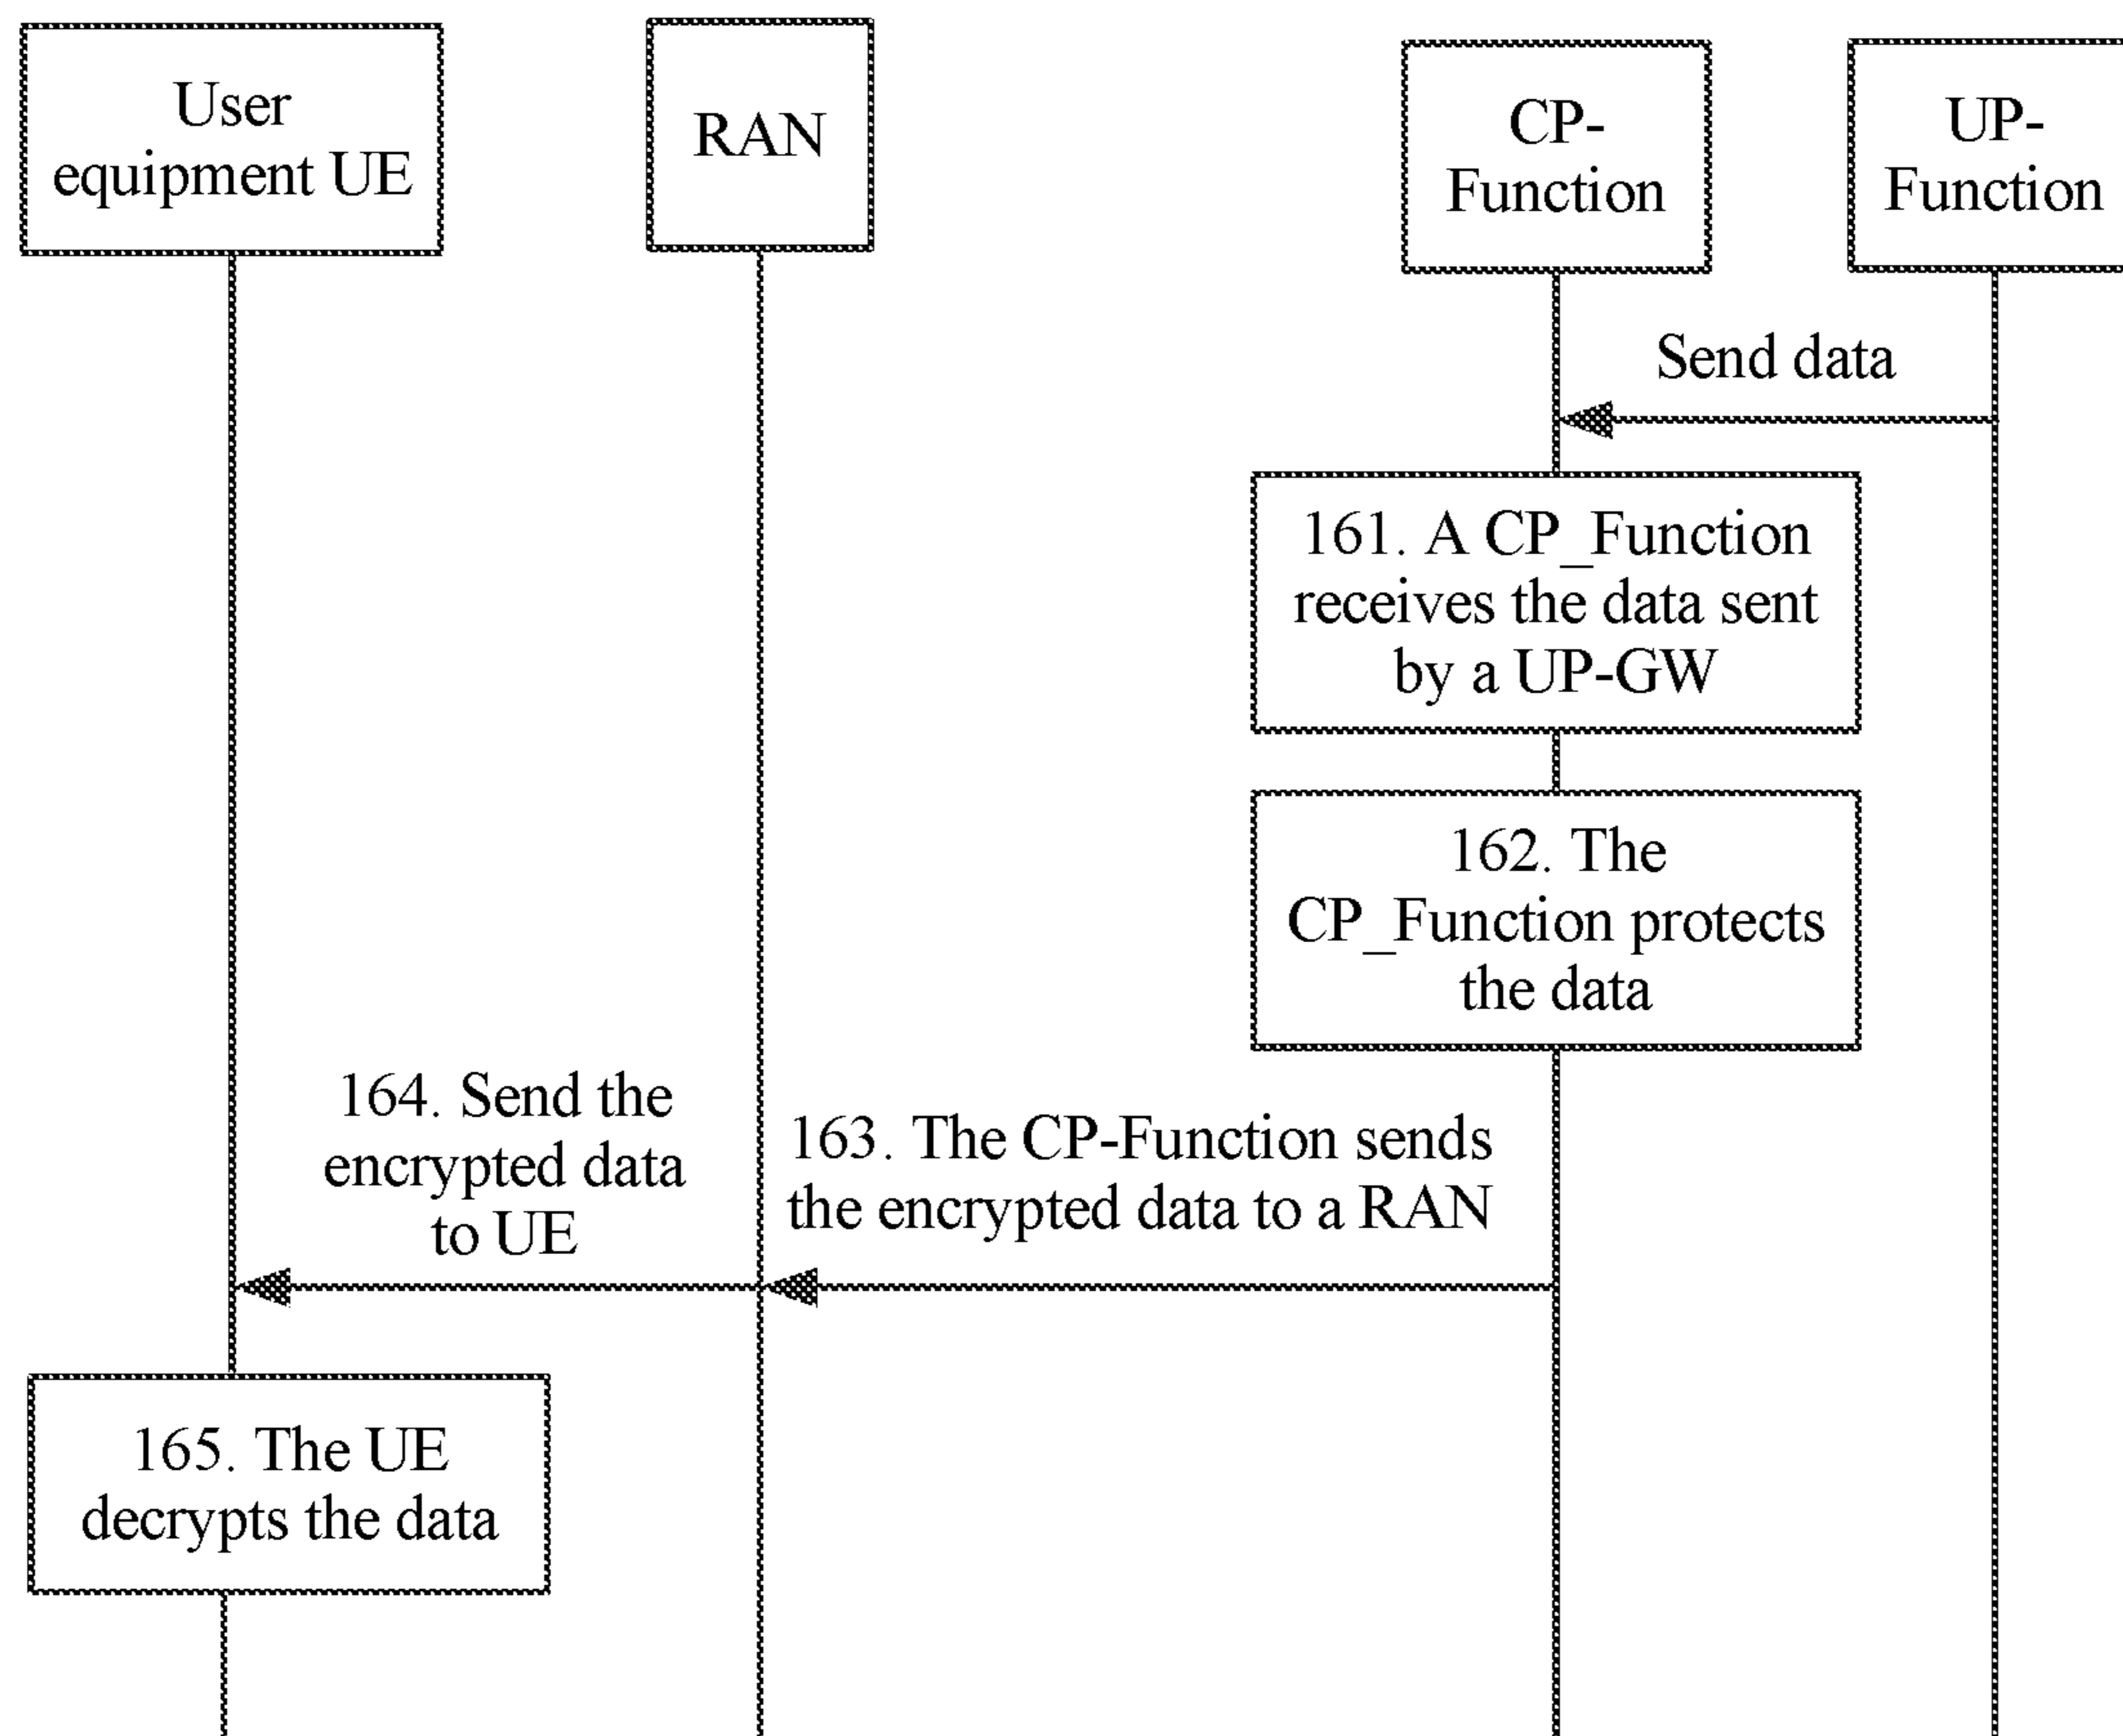 User
equipment UE
RAN
CP-
Function
UP-
Function
Send data
161. A CP_Function
receives the data sent
by a UP-GW
162. The
CP_Function protects
the data
164. Send the
encrypted data
to UE
163. The CP-Function sends
the encrypted data to a RAN
165. The UE
decrypts the data